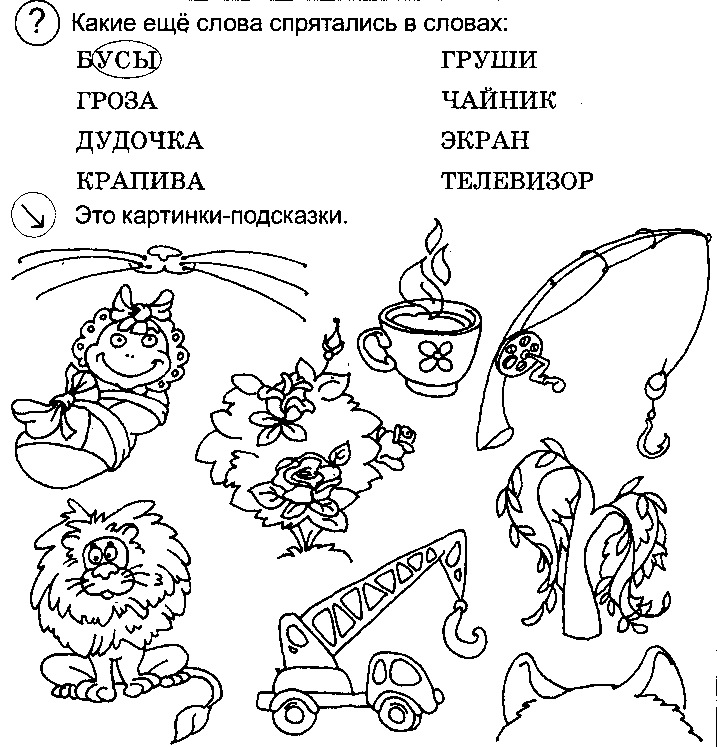 ? Какие ещё слова спрятались в словах:
БУСЫ ГРУШИ
ГРОЗА ЧАЙНИК
ДУДОЧКА ЭКРАН
КРАПИВА ТЕЛЕВИЗОР
Это картинки-подсказки.